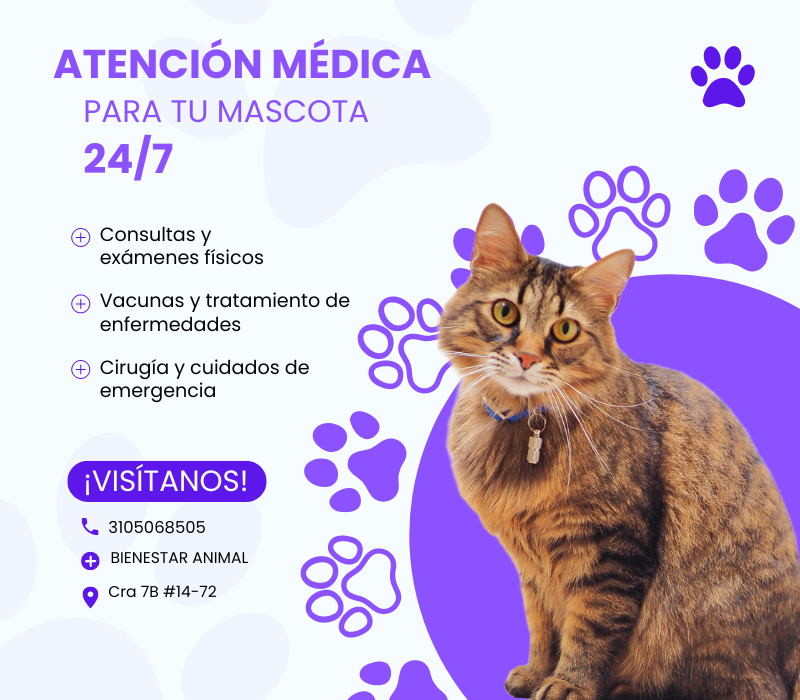 ATENCIÓN MÉDICA
PARA TU MASCOTA
24/7
Consultas y
exámenes físicos
Vacunas y tratamiento de
enfermedades
Cirugía y cuidados de
emergencia
¡VISÍTANOS!
3105068505
BIENESTAR ANIMAL
Cra 7B #14-72